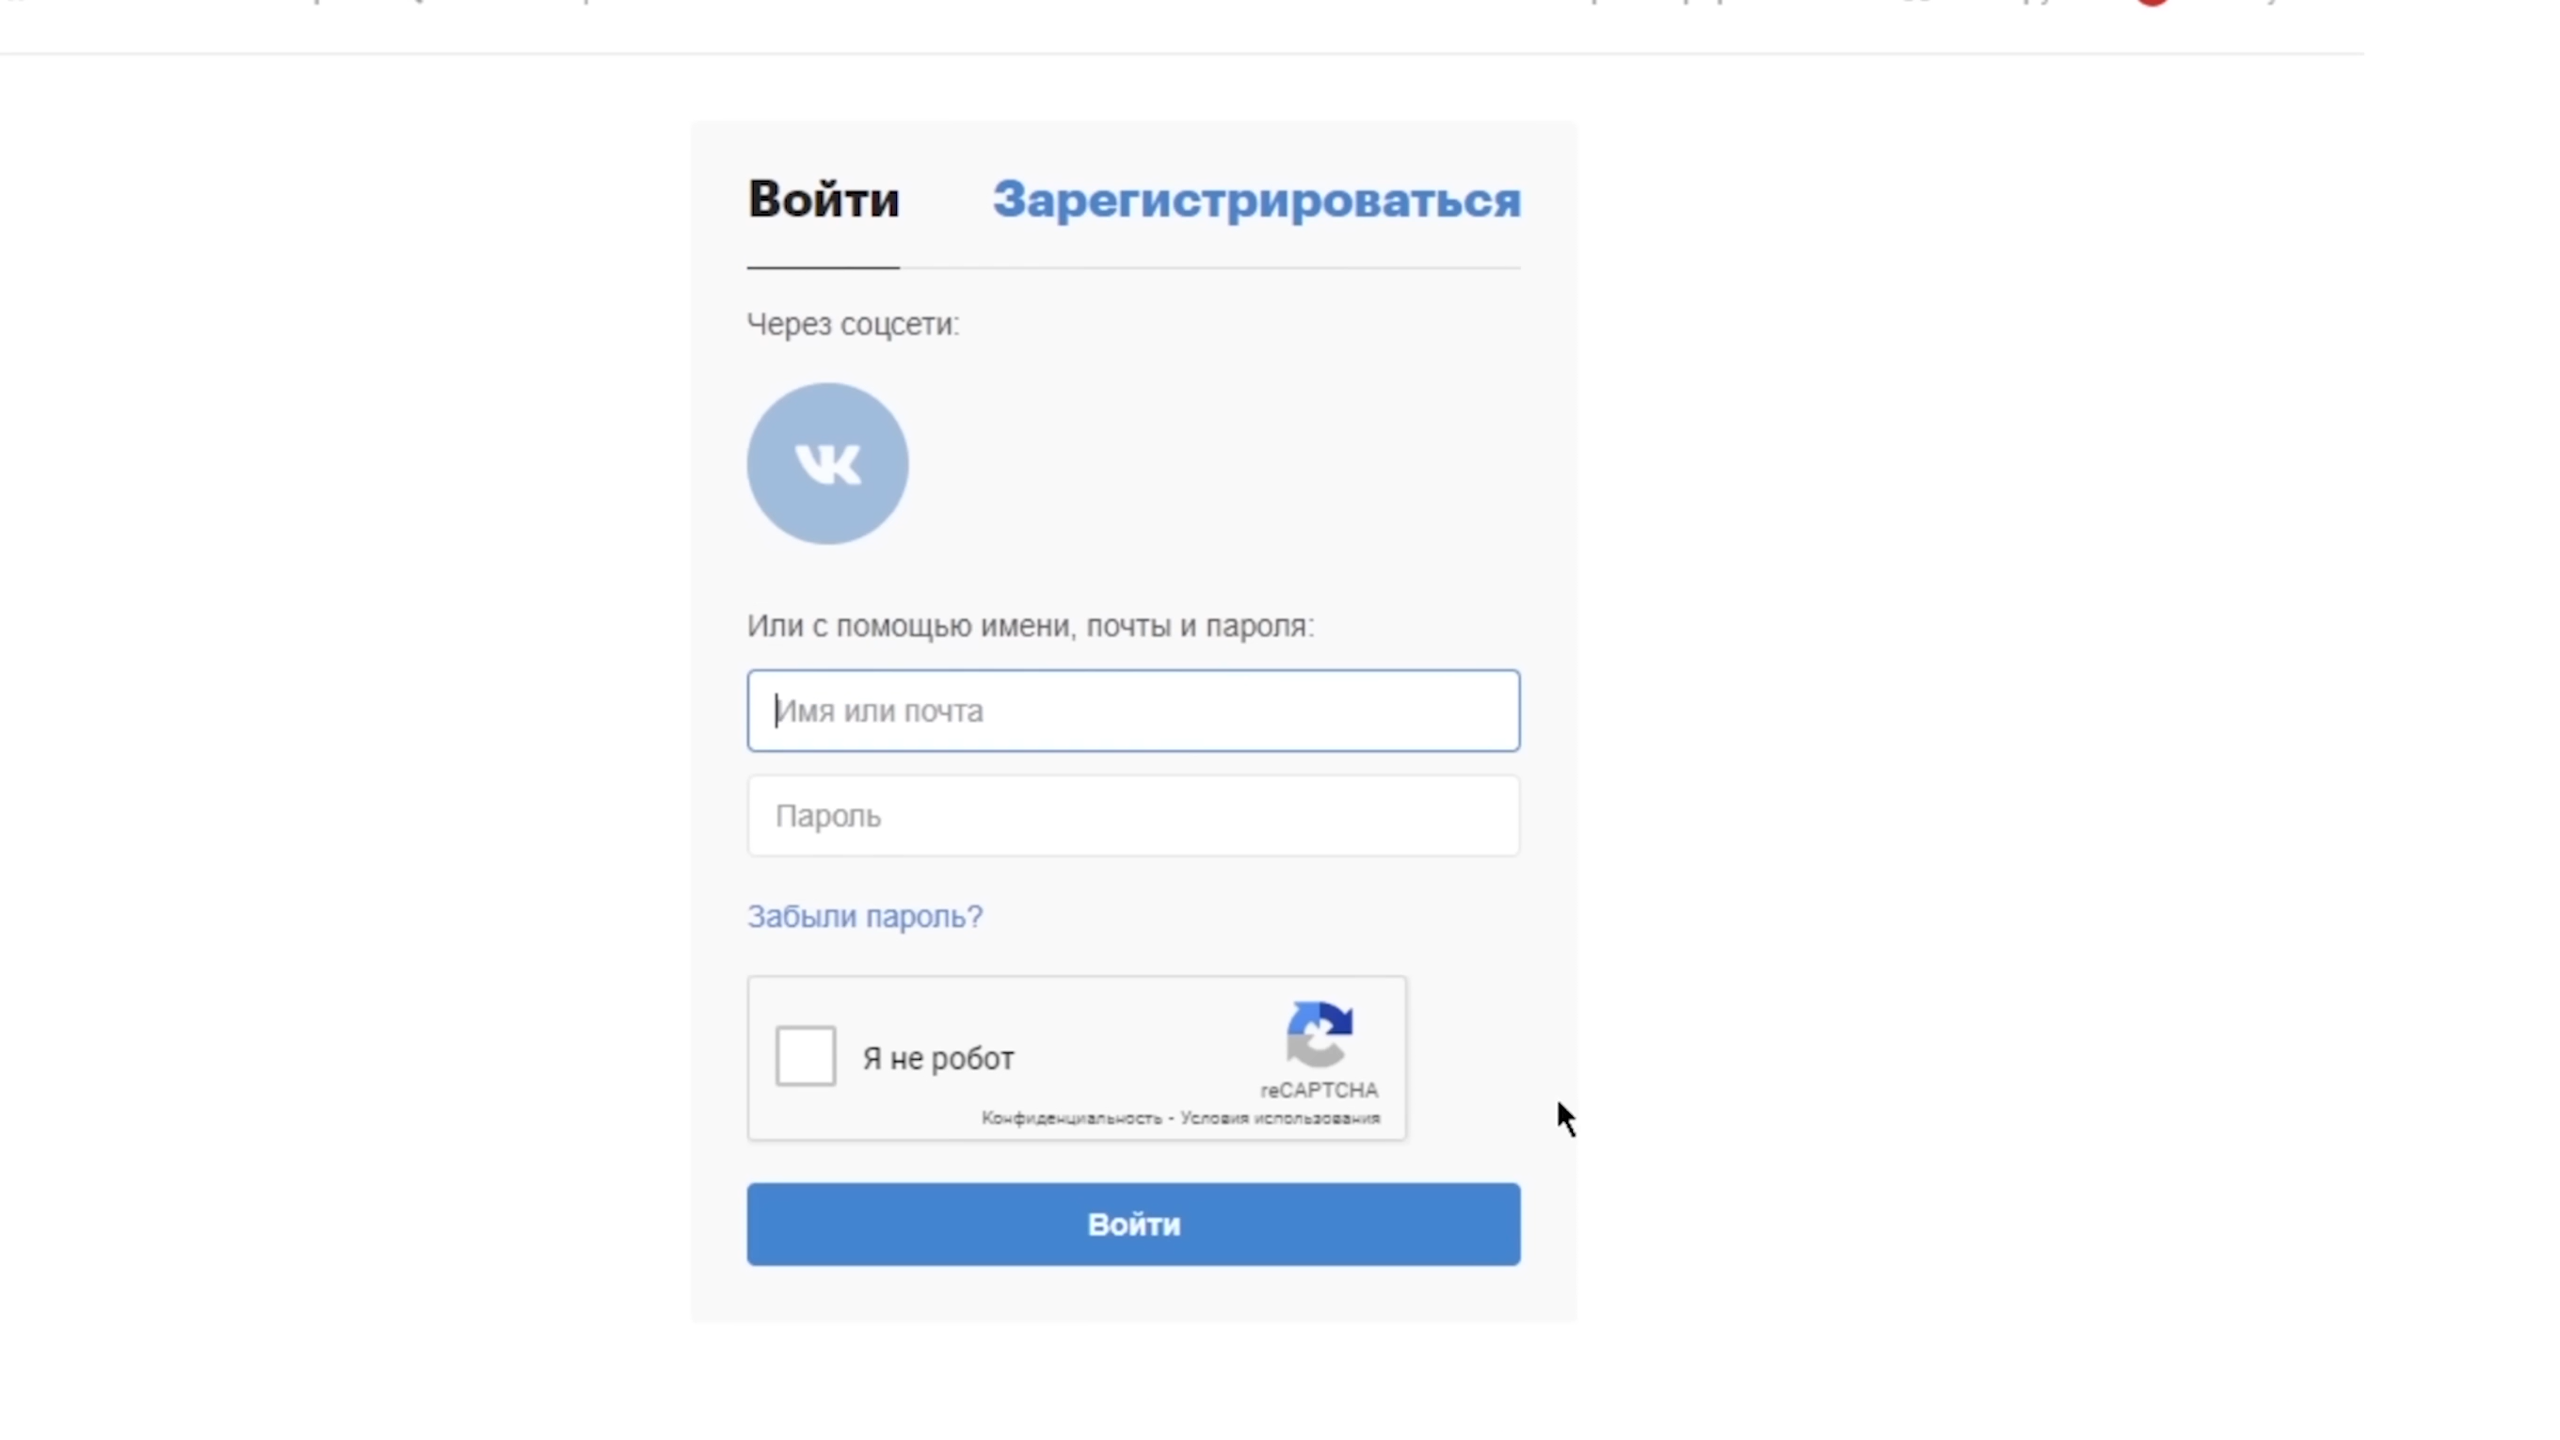 Войти Зарегистрироваться
Через соцсети:
VK
Или с помощью имени, почты и пароля:
Имя или почта
Пароль
Забыли пароль?
Я не робот
reCAPTCHA
Конфиденциальность - Условия использования
Войти